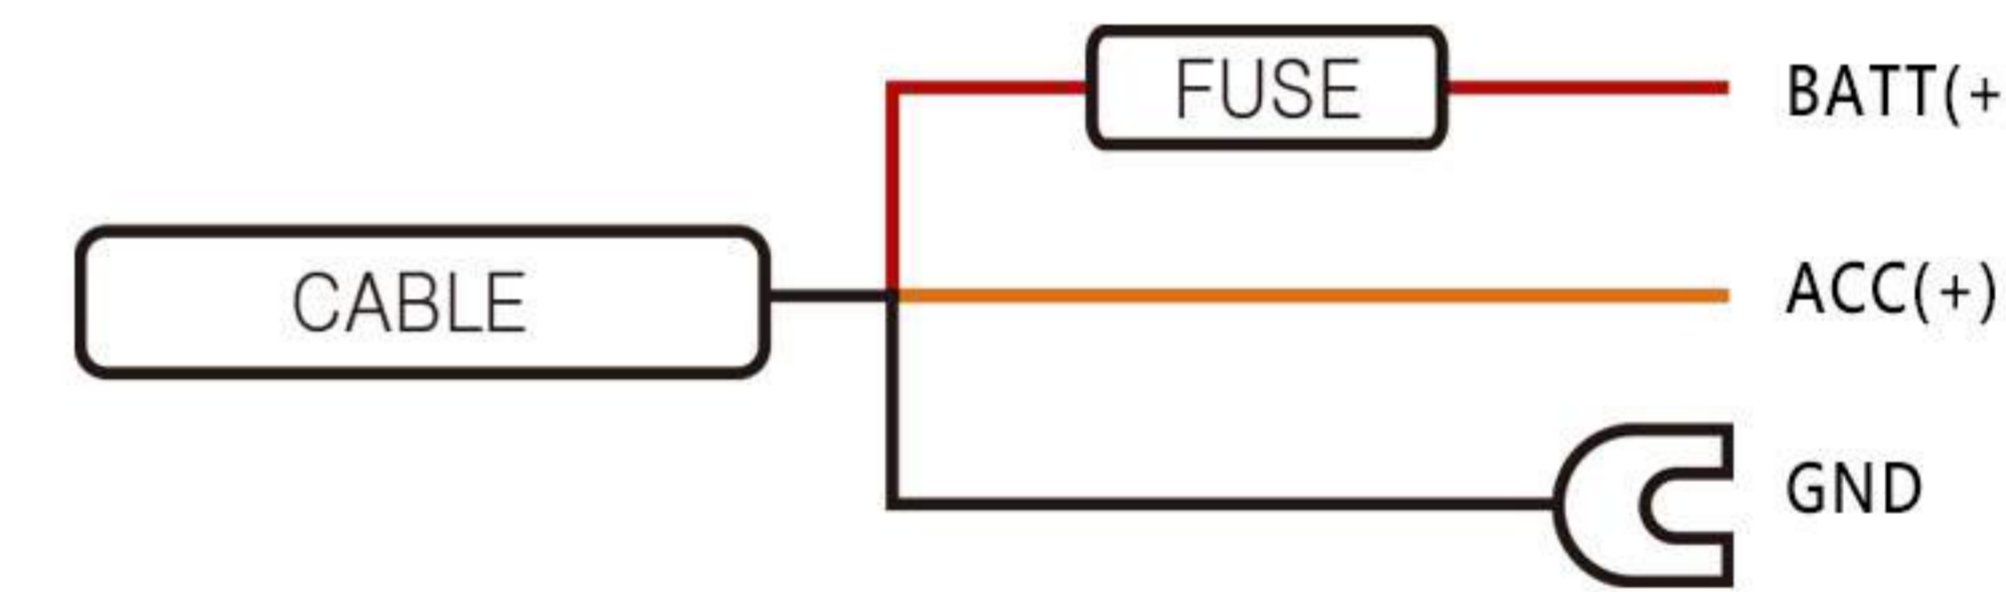 FUSE
BATT(+
CABLE
ACC(+)
GND